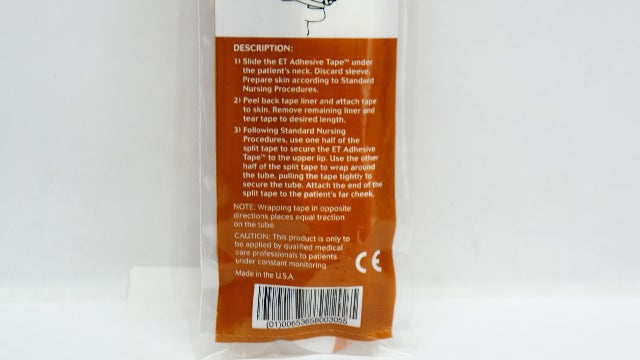 DESCRIPTION:
1) Slide the ET Adhesive Tape™ under
the patient's neck. Discard sleeve.
Prepare skin according to Standard
Nursing Procedures.
2) Peel back tape liner and attach tape
to skin. Remove remaining liner and
tear tape to desired length.
3) Following Standard Nursing
Procedures, use one half of the
split tape to secure the ET Adhesive
Tape™ to the upper lip. Use the other
half of the split tape to wrap around
the tube, pulling the tape tightly to
secure the tube. Attach the end of the
split tape to the patient's far cheek.
NOTE: Wrapping tape in opposite
directions places equal traction
on the tube.
CAUTION: This product is only to
be applied by qualified medical
care professionals to patients
under constant monitoring.
CE
Made in the U.S.A.
(01)00653658003055